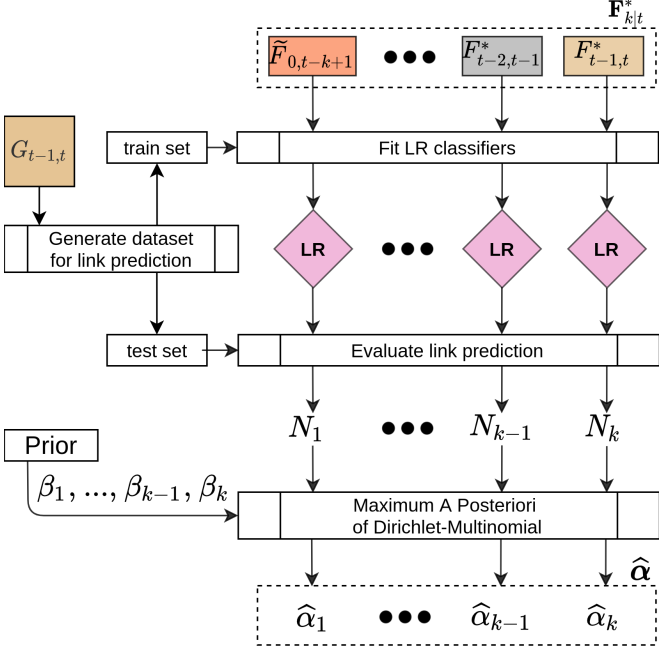 𝐅*ₖ|ₜ
F̃₀,ₜ₋ₖ₊₁ ●●● F*ₜ₋₂,ₜ₋₁ F*ₜ₋₁,ₜ
Gₜ₋₁,ₜ
train set
Fit LR classifiers
Generate dataset
for link prediction
LR ●●● LR LR
test set
Evaluate link prediction
N₁ ●●● Nₖ₋₁ Nₖ
Prior
β₁, ..., βₖ₋₁, βₖ
Maximum A Posteriori
of Dirichlet-Multinomial
𝛂̂
α̂₁ ●●● α̂ₖ₋₁ α̂ₖ